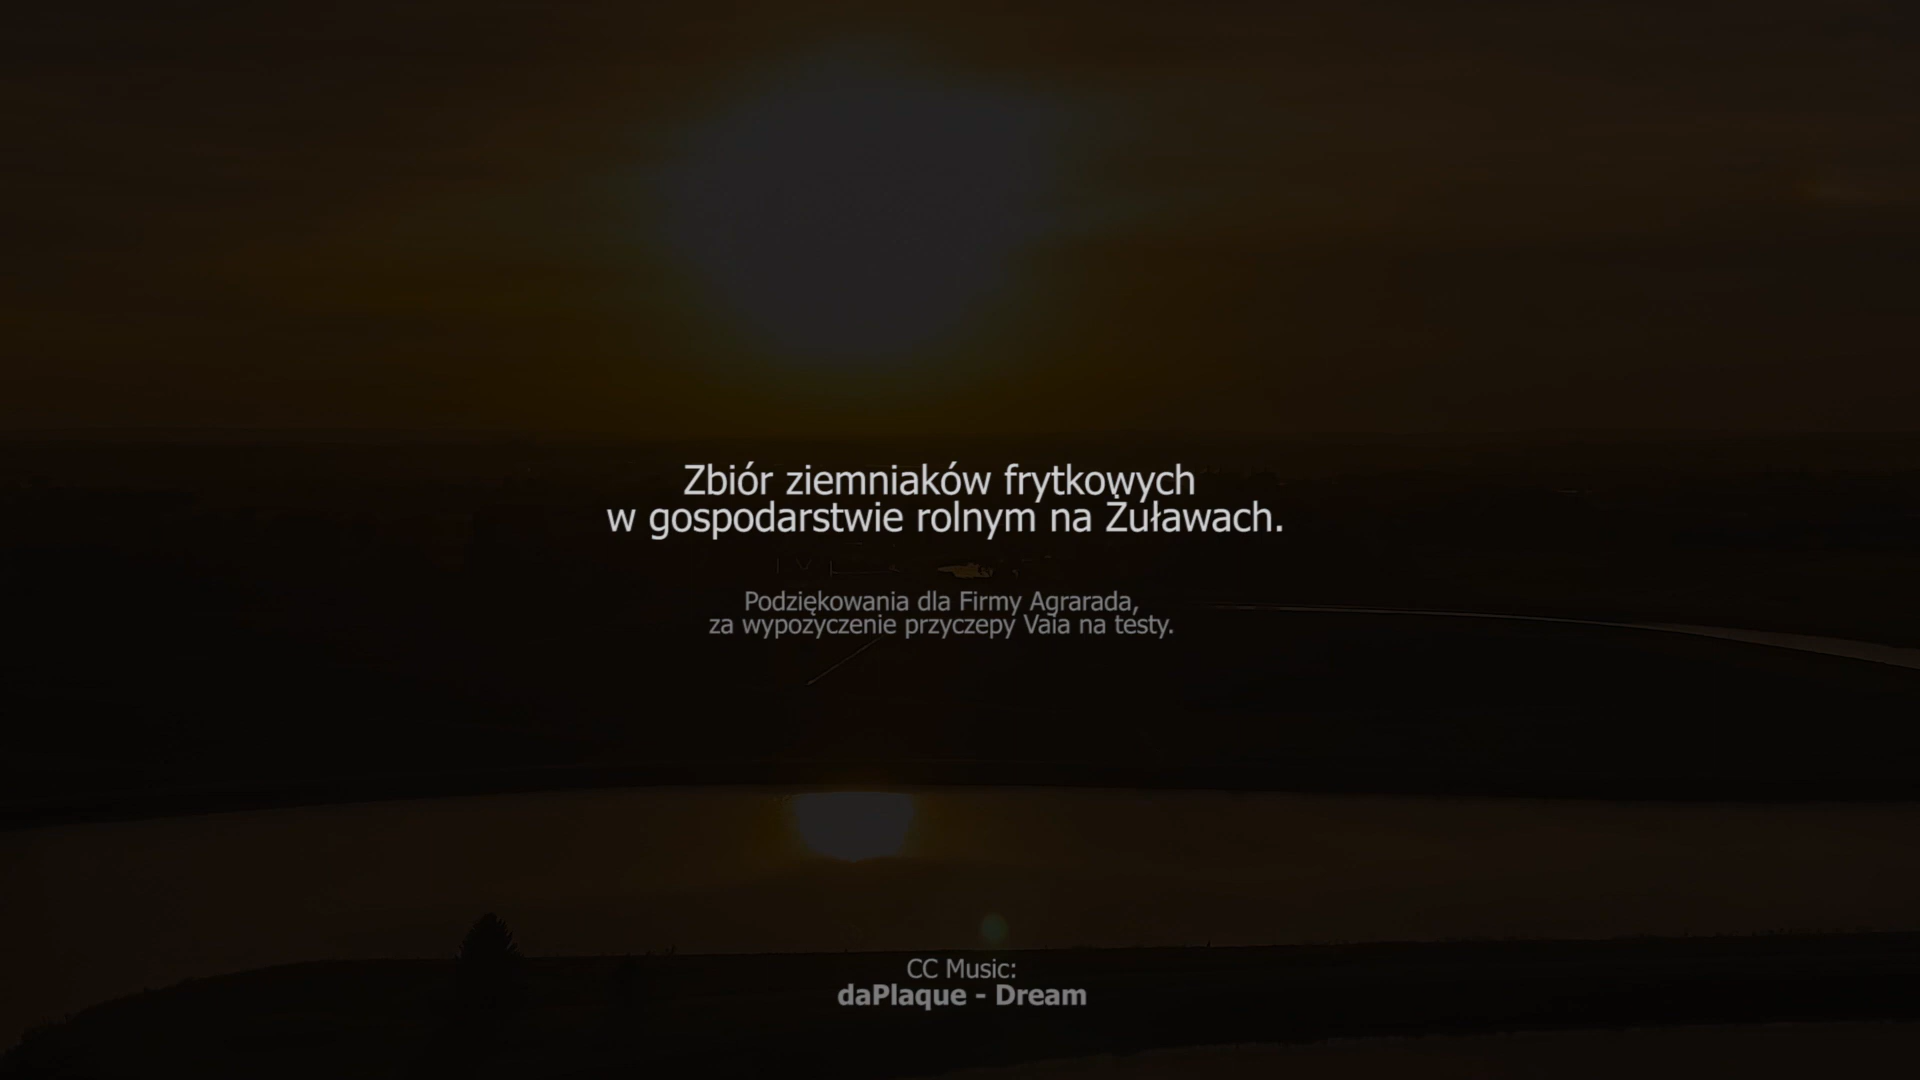 Zbiór ziemniaków frytkowych
w gospodarstwie rolnym na Żuławach.
Podziękowania dla Firmy Agrarada,
za wypożyczenie przyczepy Vaia na testy.
CC Music:
daPlaque - Dream